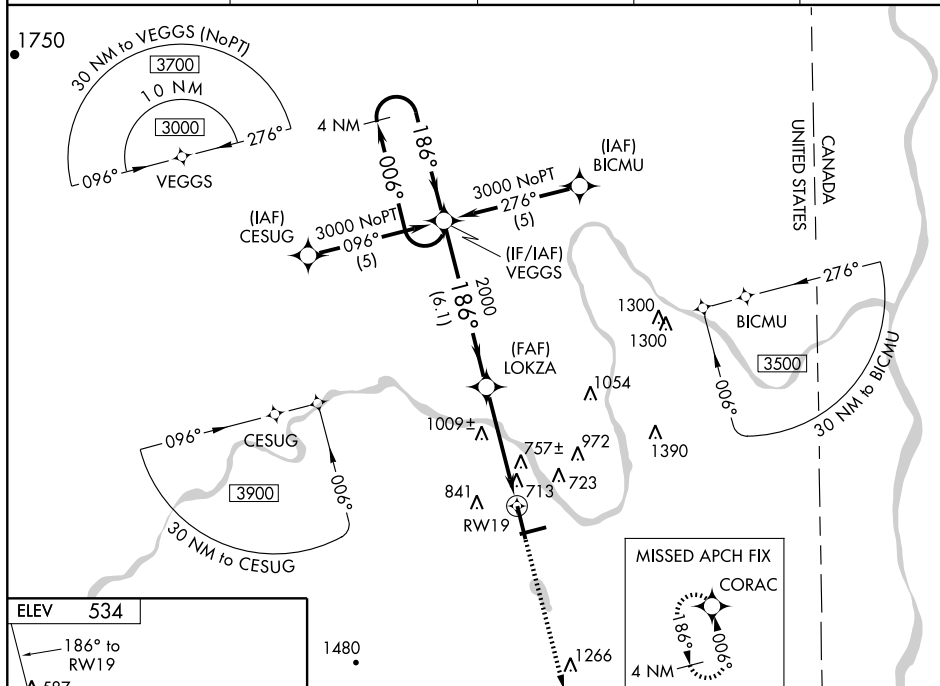 1750
30 NM to VEGGS (NoPT)
3700
10 NM
3000
096°
276°
VEGGS
4 NM
186°
006°
(IAF)
BICMU
3000 NoPT
276°
(5)
(IAF)
CESUG
3000 NoPT
096°
(5)
(IF/IAF)
VEGGS
2000
186°
(6.1)
CANADA
UNITED STATES
276°
BICMU
3500
006°
30 NM to BICMU
1300
1300
(FAF)
LOKZA
1054
1390
096°
CESUG
3900
006°
30 NM to CESUG
1009±
757±
972
723
713
841
RW19
MISSED APCH FIX
CORAC
186°
006°
4 NM
ELEV 534
186° to
RW19
597
1480
1266